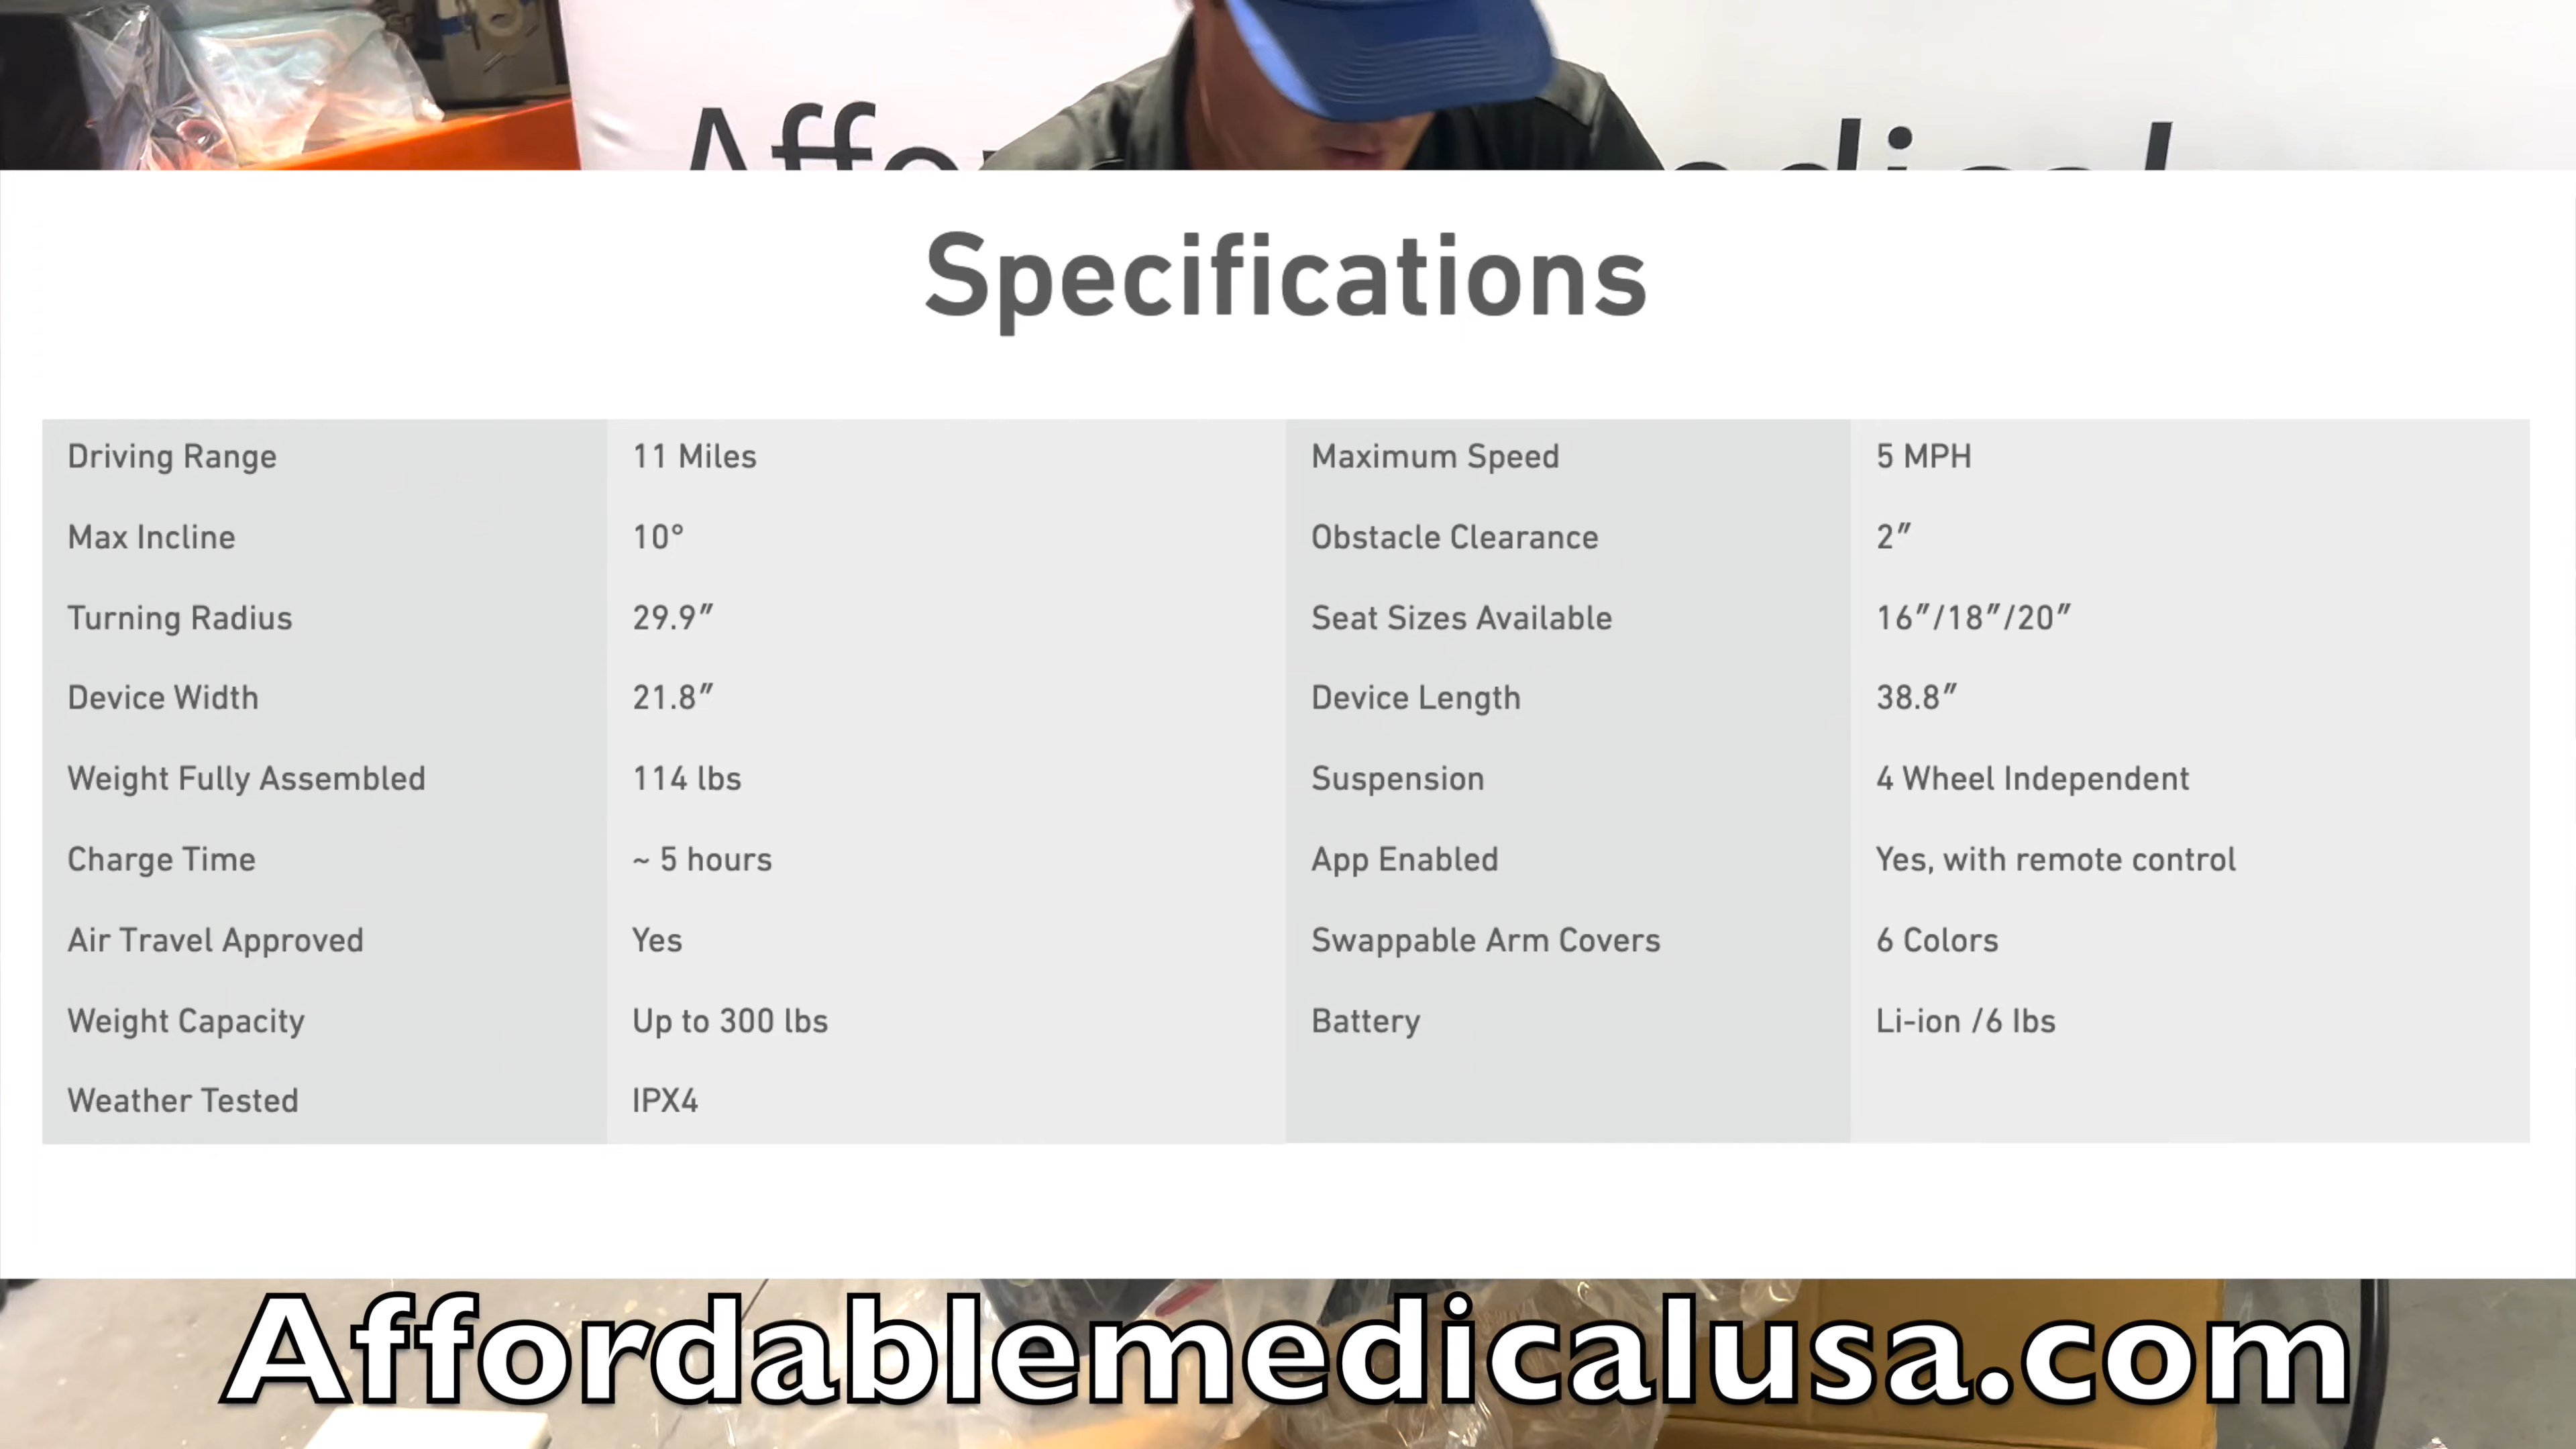 Specifications
Driving Range 11 Miles Maximum Speed 5 MPH
Max Incline 10° Obstacle Clearance 2″
Turning Radius 29.9″ Seat Sizes Available 16″/18″/20″
Device Width 21.8″ Device Length 38.8″
Weight Fully Assembled 114 lbs Suspension 4 Wheel Independent
Charge Time ~ 5 hours App Enabled Yes, with remote control
Air Travel Approved Yes Swappable Arm Covers 6 Colors
Weight Capacity Up to 300 lbs Battery Li-ion /6 lbs
Weather Tested IPX4
Affordablemedicalusa.com